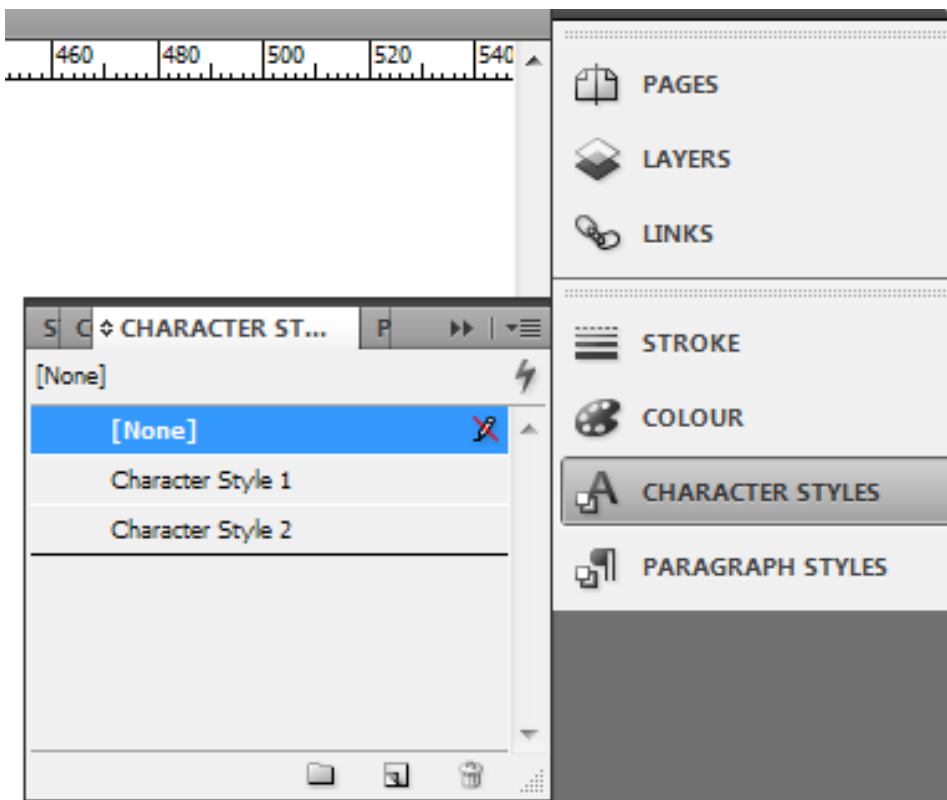 460 480 500 520 540
PAGES
LAYERS
LINKS
S C CHARACTER ST... P
[None]
[None]
Character Style 1
Character Style 2
STROKE
COLOUR
CHARACTER STYLES
PARAGRAPH STYLES